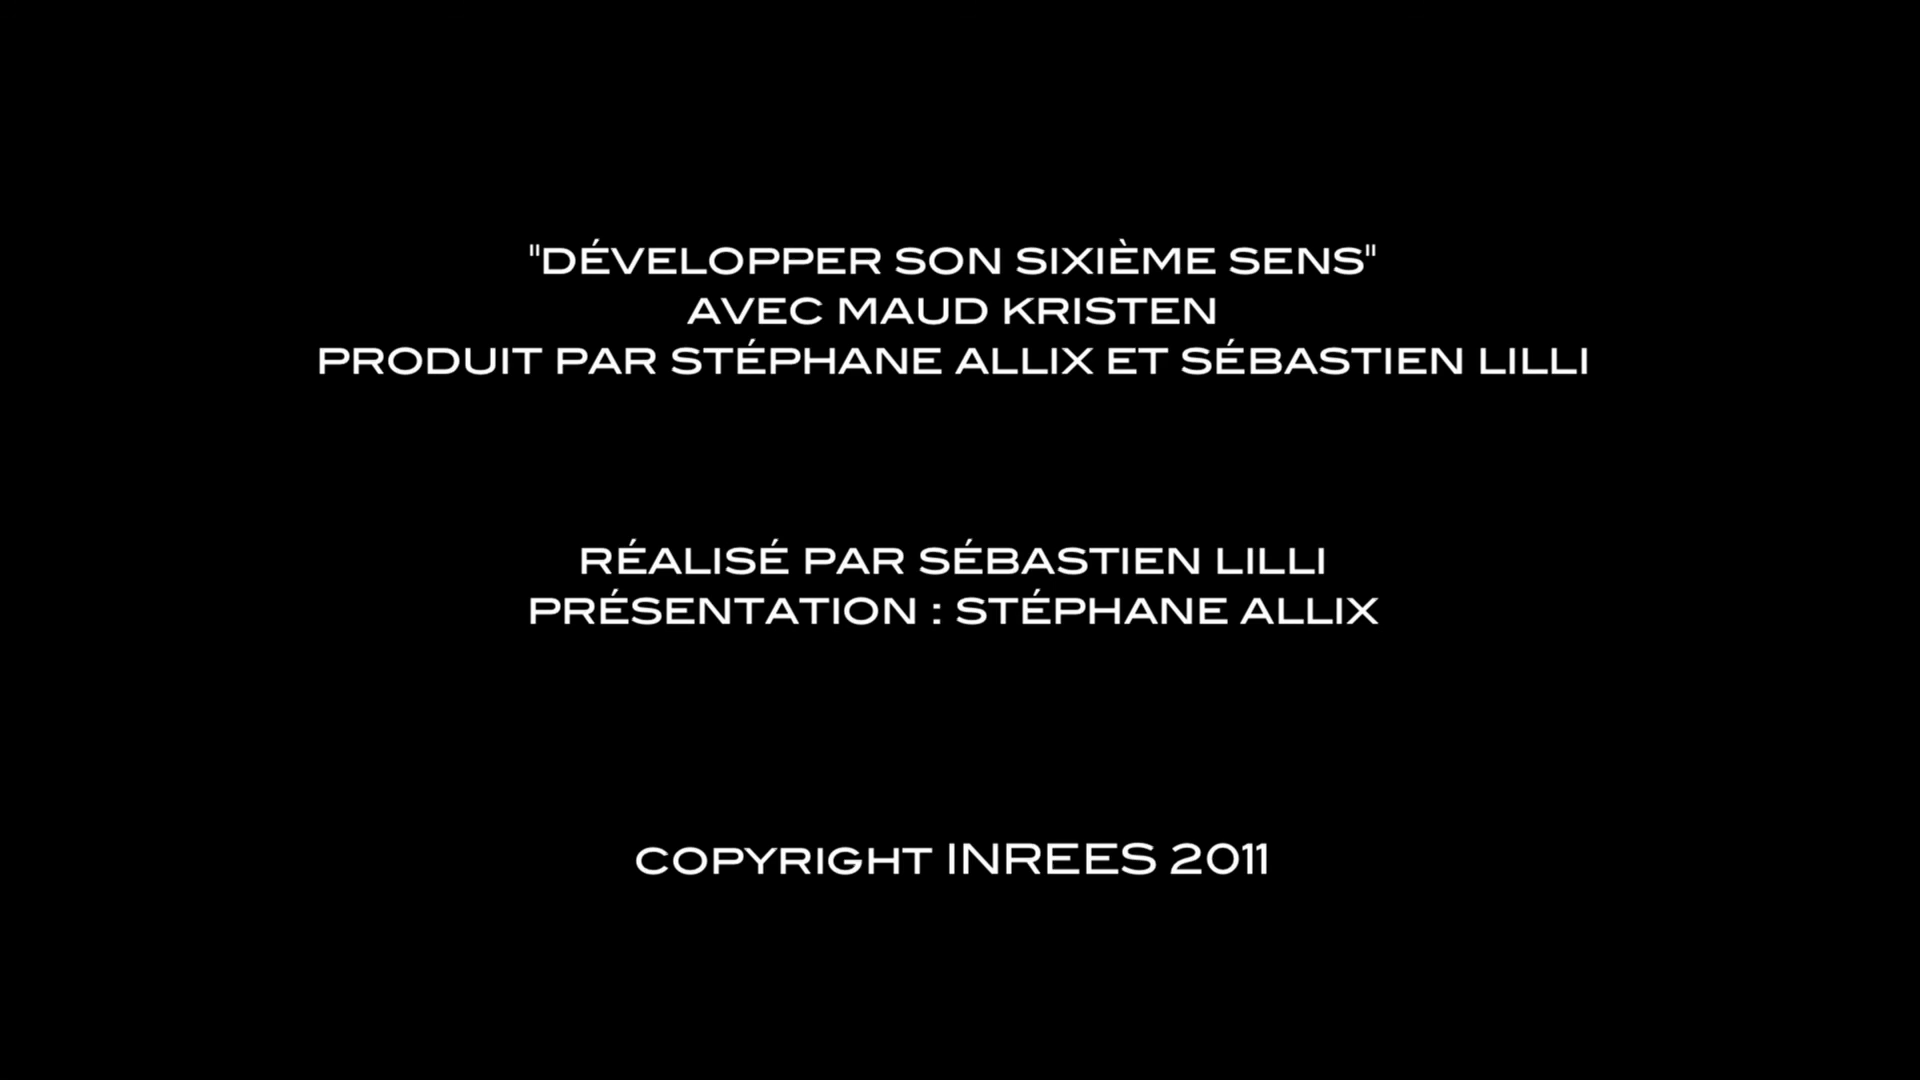 "DÉVELOPPER SON SIXIÈME SENS"
AVEC MAUD KRISTEN
PRODUIT PAR STÉPHANE ALLIX ET SÉBASTIEN LILLI
RÉALISÉ PAR SÉBASTIEN LILLI
PRÉSENTATION : STÉPHANE ALLIX
COPYRIGHT INREES 2011